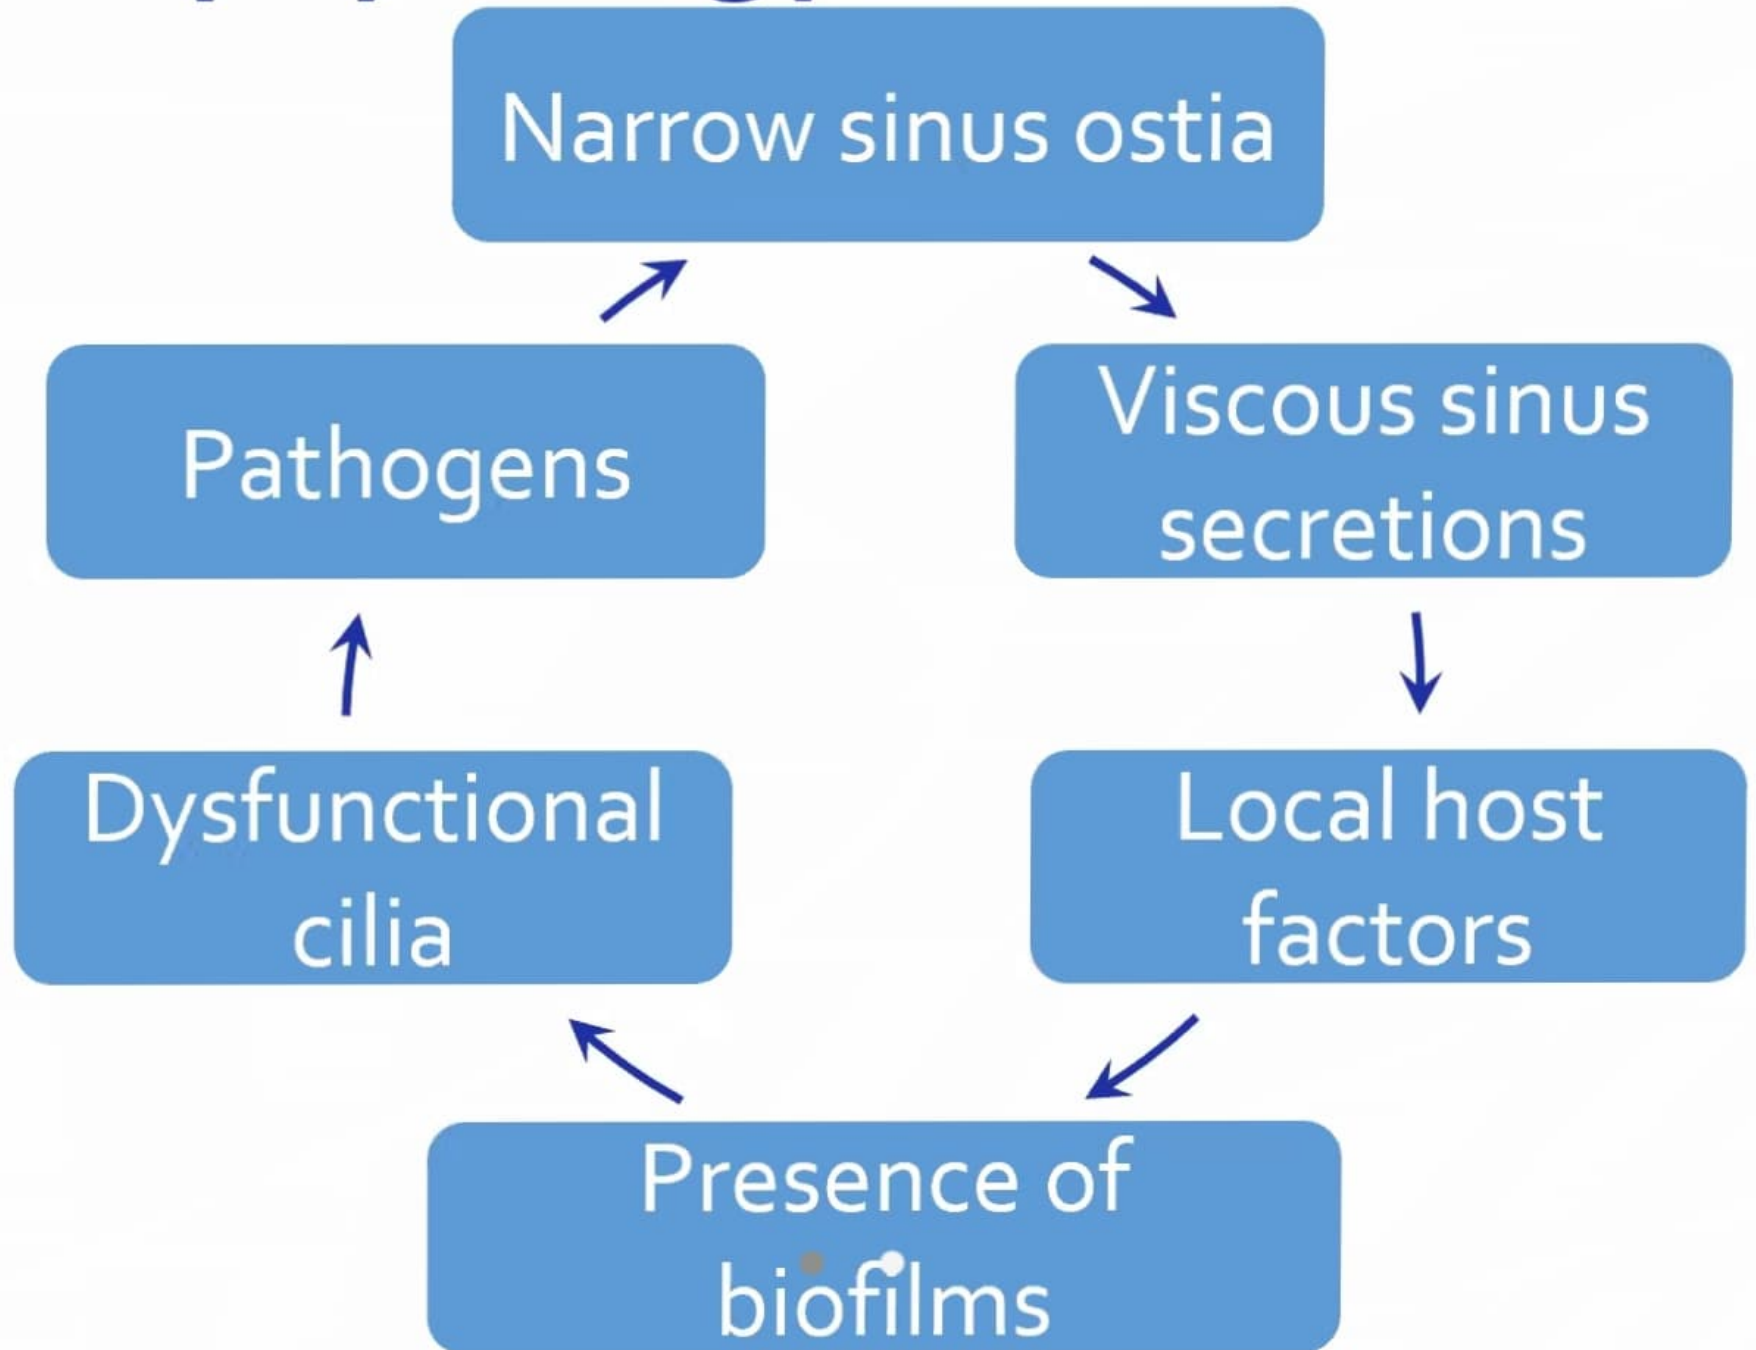 Narrow sinus ostia
Viscous sinus
secretions
Local host
factors
Presence of
biofilms
Dysfunctional
cilia
Pathogens